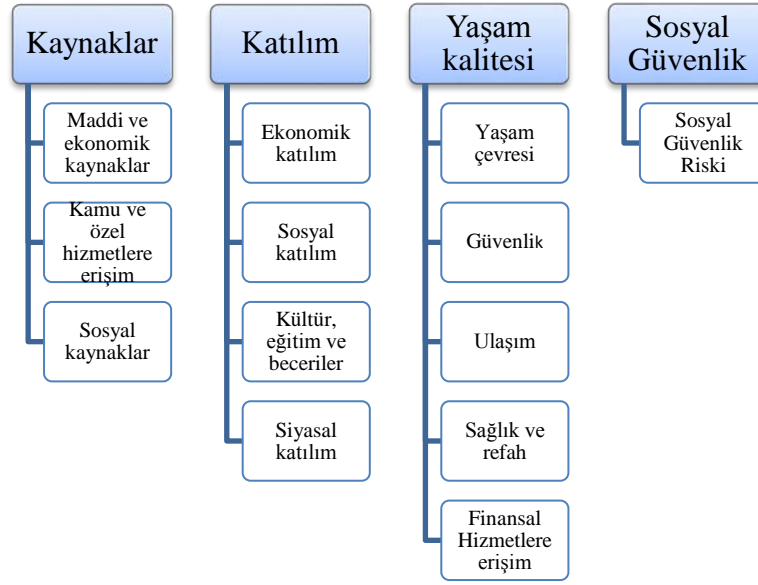 Kaynaklar
Maddi ve
ekonomik
kaynaklar
Kamu ve
özel
hizmetlere
erişim
Sosyal
kaynaklar
Katılım
Ekonomik
katılım
Sosyal
katılım
Kültür,
eğitim ve
beceriler
Siyasal
katılım
Yaşam
kalitesi
Yaşam
çevresi
Güvenlik
Ulaşım
Sağlık ve
refah
Finansal
Hizmetlere
erişim
Sosyal
Güvenlik
Sosyal
Güvenlik
Riski